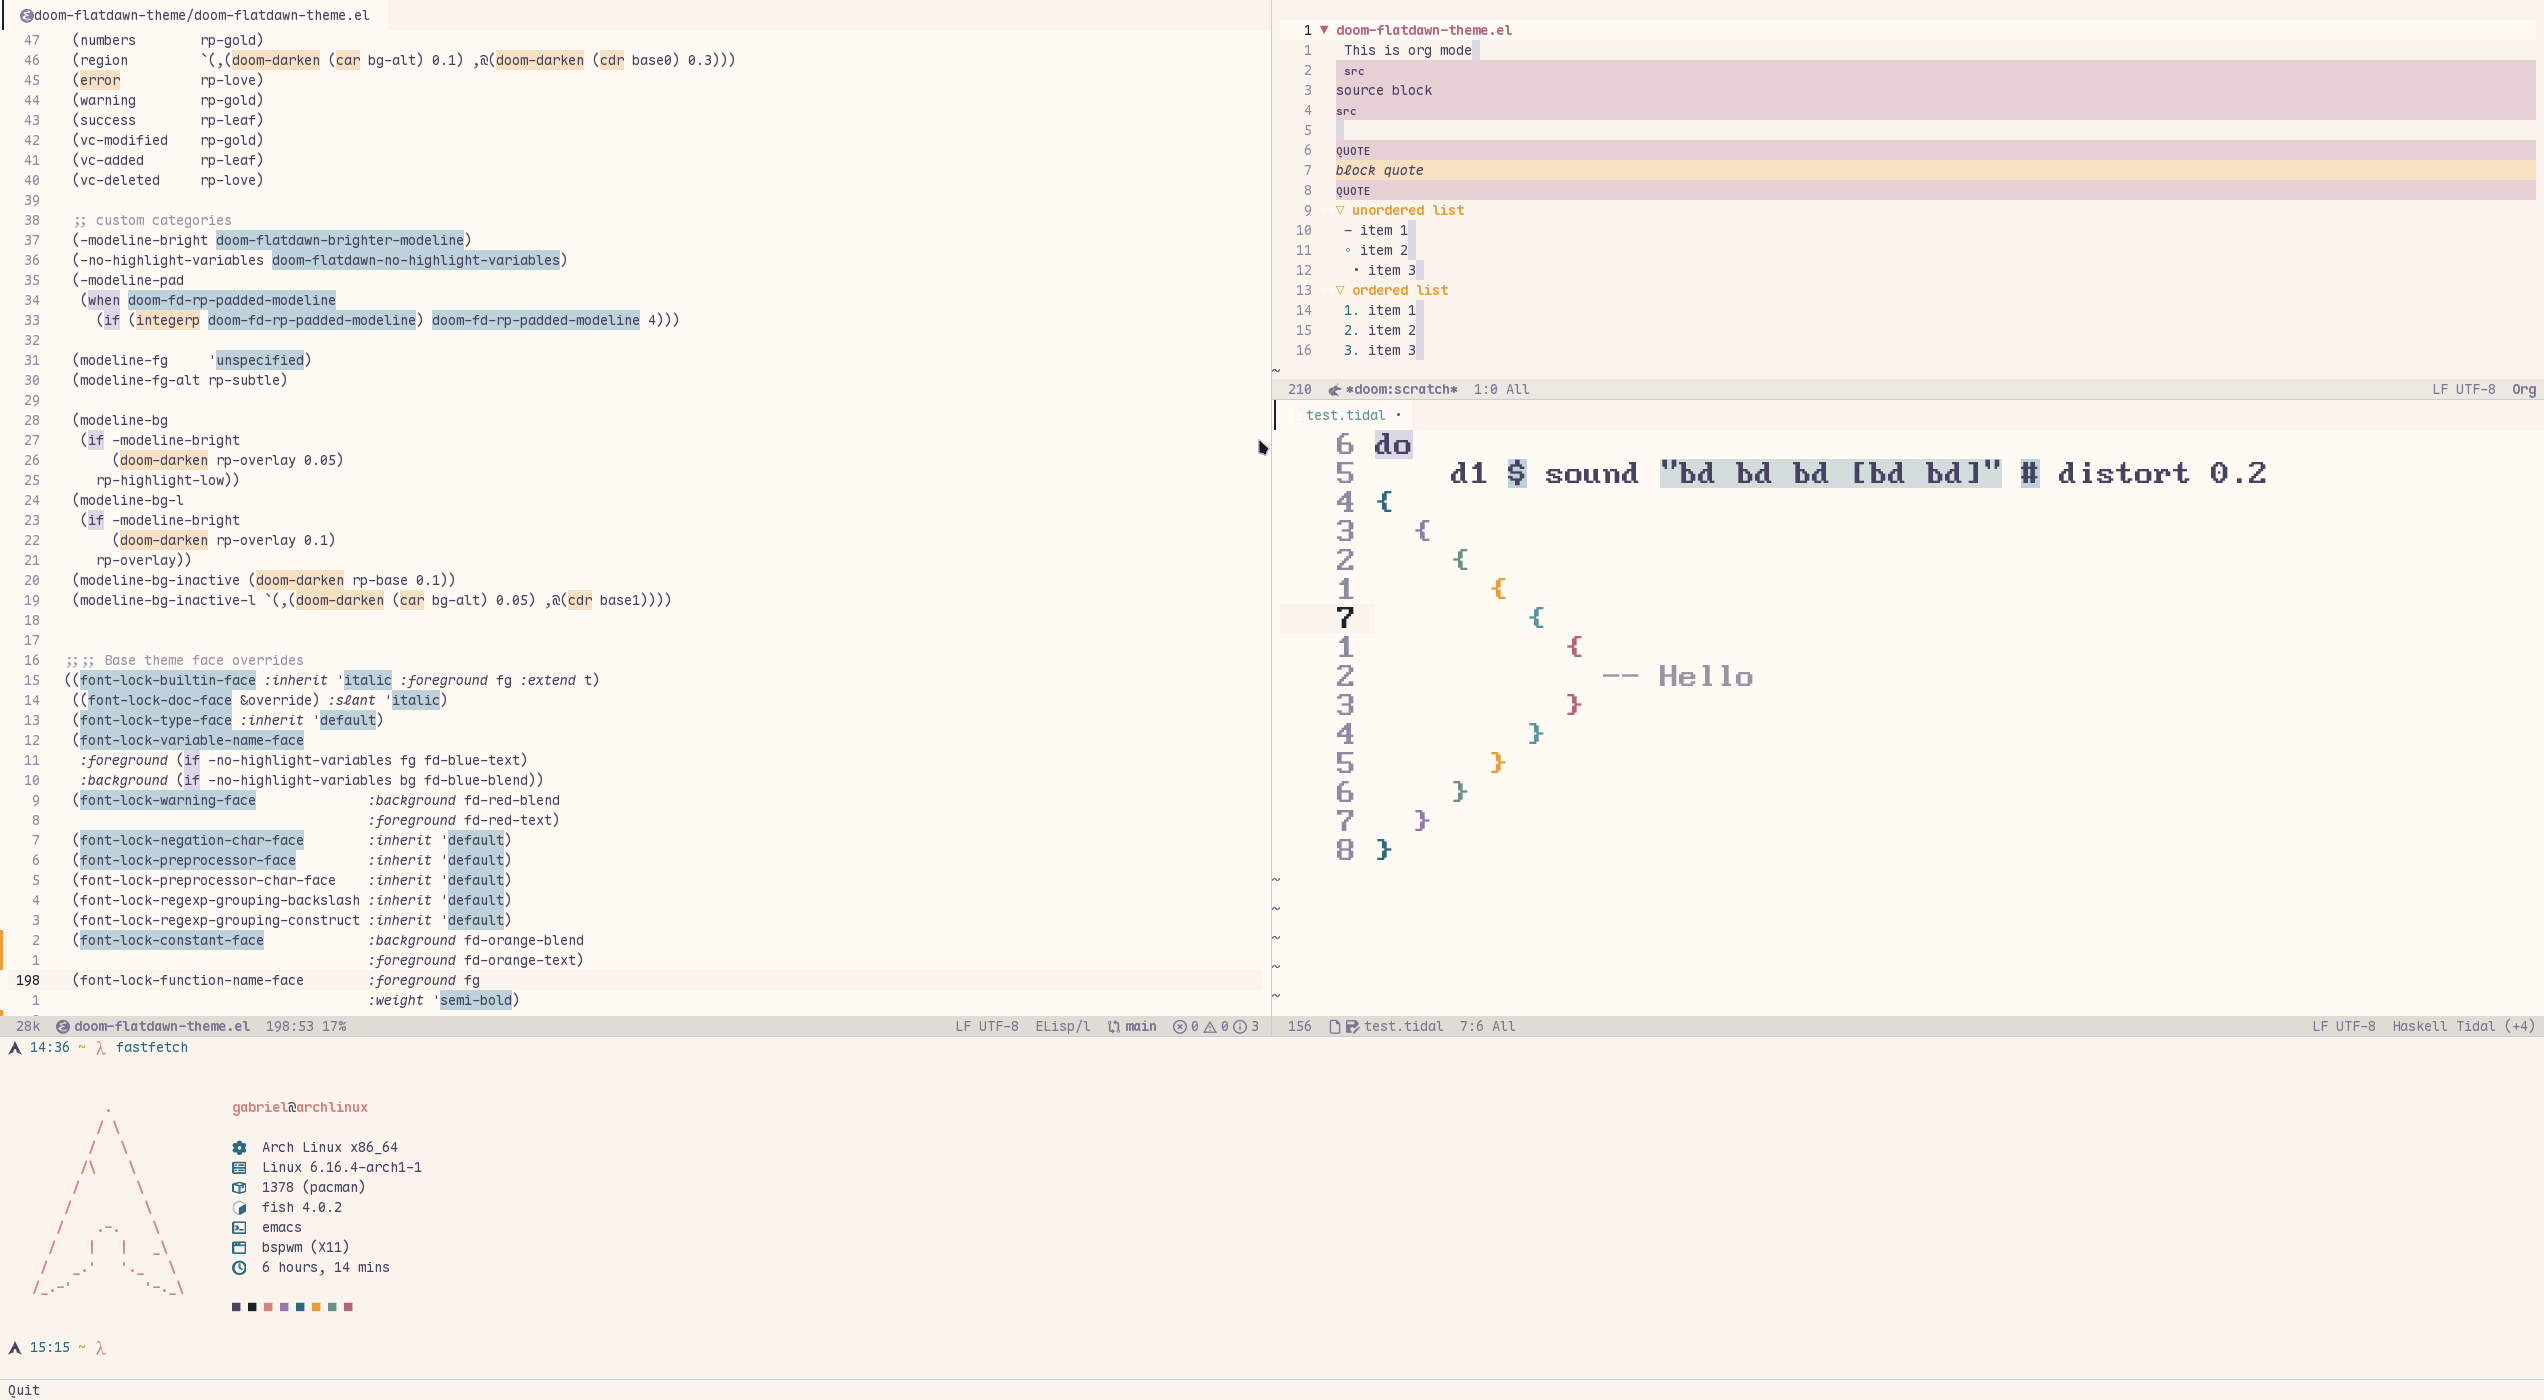 doom-flatdawn-theme/doom-flatdawn-theme.el
47 (numbers rp-gold)
46 (region `(,(doom-darken (car bg-alt) 0.1) ,@(doom-darken (cdr base0) 0.3)))
45 (error rp-love)
44 (warning rp-gold)
43 (success rp-leaf)
42 (vc-modified rp-gold)
41 (vc-added rp-leaf)
40 (vc-deleted rp-love)
39
38 ;; custom categories
37 (-modeline-bright doom-flatdawn-brighter-modeline)
36 (-no-highlight-variables doom-flatdawn-no-highlight-variables)
35 (-modeline-pad
34 (when doom-fd-rp-padded-modeline
33 (if (integerp doom-fd-rp-padded-modeline) doom-fd-rp-padded-modeline 4)))
32
31 (modeline-fg 'unspecified)
30 (modeline-fg-alt rp-subtle)
29
28 (modeline-bg
27 (if -modeline-bright
26 (doom-darken rp-overlay 0.05)
25 rp-highlight-low))
24 (modeline-bg-l
23 (if -modeline-bright
22 (doom-darken rp-overlay 0.1)
21 rp-overlay))
20 (modeline-bg-inactive (doom-darken rp-base 0.1))
19 (modeline-bg-inactive-l `(,(doom-darken (car bg-alt) 0.05) ,@(cdr base1))))
18
17
16 ;;;; Base theme face overrides
15 ((font-lock-builtin-face :inherit 'italic :foreground fg :extend t)
14 ((font-lock-doc-face &override) :slant 'italic)
13 (font-lock-type-face :inherit 'default)
12 (font-lock-variable-name-face
11 :foreground (if -no-highlight-variables fg fd-blue-text)
10 :background (if -no-highlight-variables bg fd-blue-blend))
9 (font-lock-warning-face :background fd-red-blend
8 :foreground fd-red-text)
7 (font-lock-negation-char-face :inherit 'default)
6 (font-lock-preprocessor-face :inherit 'default)
5 (font-lock-preprocessor-char-face :inherit 'default)
4 (font-lock-regexp-grouping-backslash :inherit 'default)
3 (font-lock-regexp-grouping-construct :inherit 'default)
2 (font-lock-constant-face :background fd-orange-blend
1 :foreground fd-orange-text)
198 (font-lock-function-name-face :foreground fg
1 :weight 'semi-bold)
28k doom-flatdawn-theme.el 198:53 17% LF UTF-8 ELisp/l main 0 0 3
1 ▼ doom-flatdawn-theme.el
1 This is org mode
2 src
3 source block
4 src
5
6 QUOTE
7 block quote
8 QUOTE
9 ▽ unordered list
10 – item 1
11 ◦ item 2
12 • item 3
13 ▽ ordered list
14 1. item 1
15 2. item 2
16 3. item 3
~
210 *doom:scratch* 1:0 All LF UTF-8 Org
test.tidal •
6 do
5 d1 $ sound "bd bd bd [bd bd]" # distort 0.2
4 {
3 {
2 {
1 {
7 {
1 {
2 -- Hello
3 }
4 }
5 }
6 }
7 }
8 }
~
~
~
~
~
156 test.tidal 7:6 All LF UTF-8 Haskell Tidal (+4)
14:36 ~ λ fastfetch
gabriel@archlinux
Arch Linux x86_64
Linux 6.16.4-arch1-1
1378 (pacman)
fish 4.0.2
emacs
bspwm (X11)
6 hours, 14 mins
15:15 ~ λ
Quit